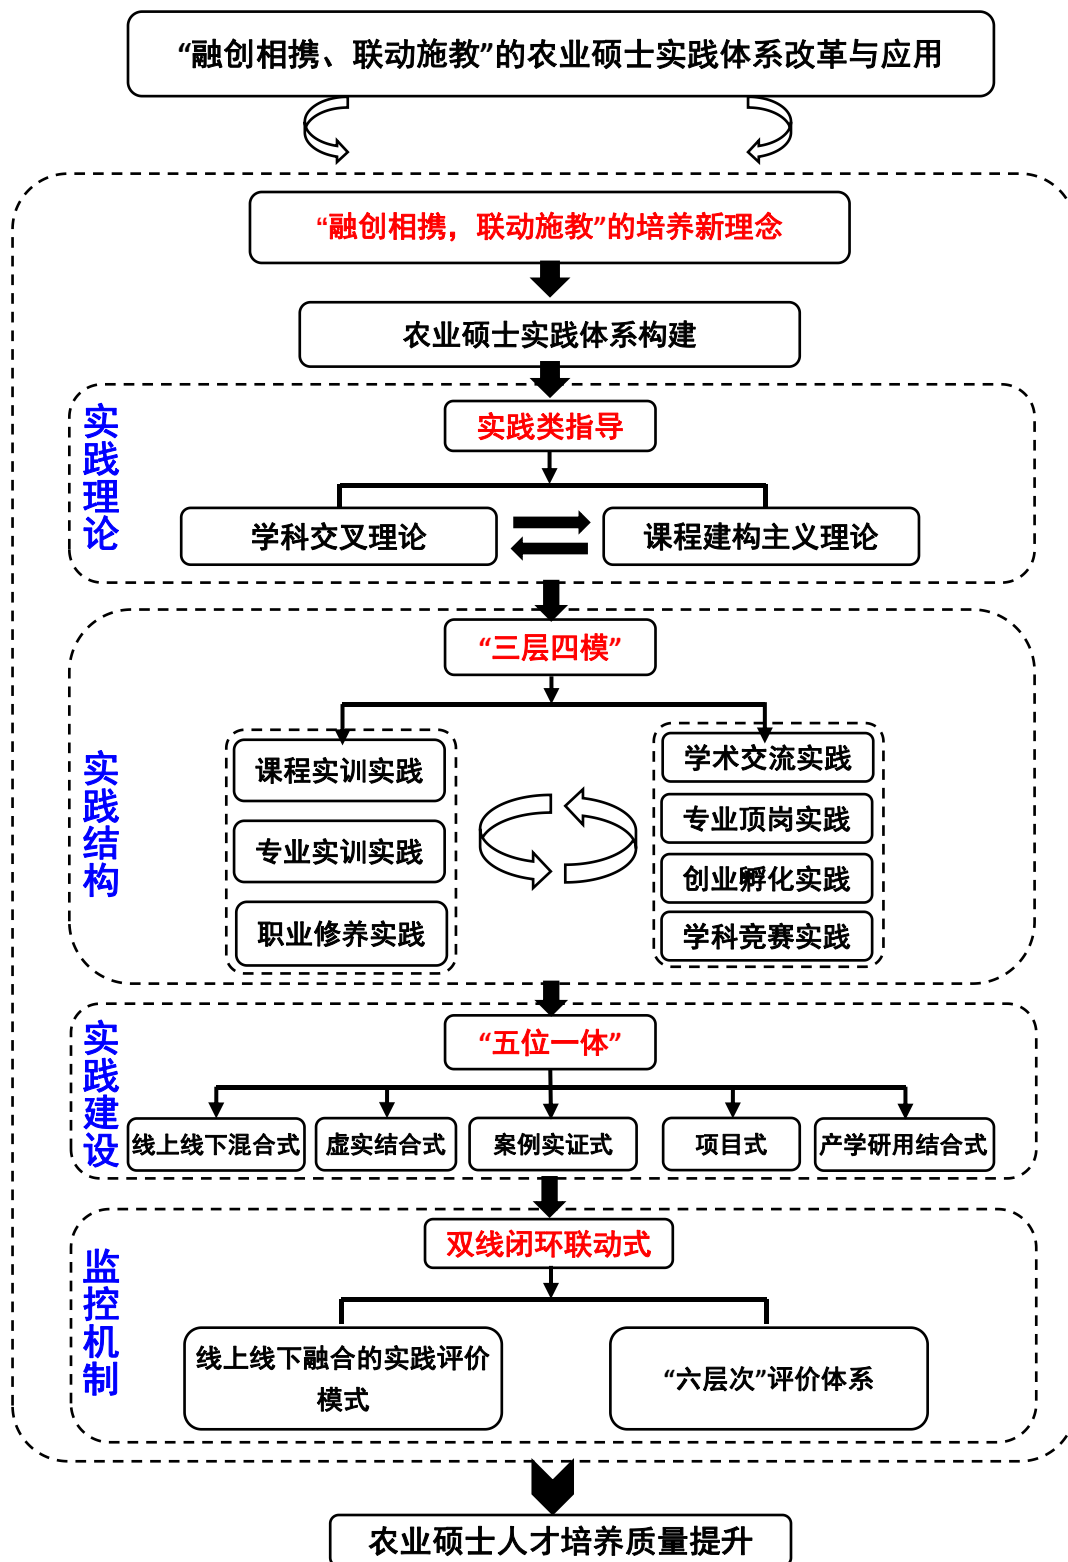 “融创相携、联动施教”的农业硕士实践体系改革与应用
“融创相携，联动施教”的培养新理念
农业硕士实践体系构建
实践理论
实践类指导
学科交叉理论
课程建构主义理论
实践结构
“三层四模”
课程实训实践
专业实训实践
职业修养实践
学术交流实践
专业顶岗实践
创业孵化实践
学科竞赛实践
实践建设
“五位一体”
线上线下混合式
虚实结合式
案例实证式
项目式
产学研用结合式
监控机制
双线闭环联动式
线上线下融合的实践评价
模式
“六层次”评价体系
农业硕士人才培养质量提升